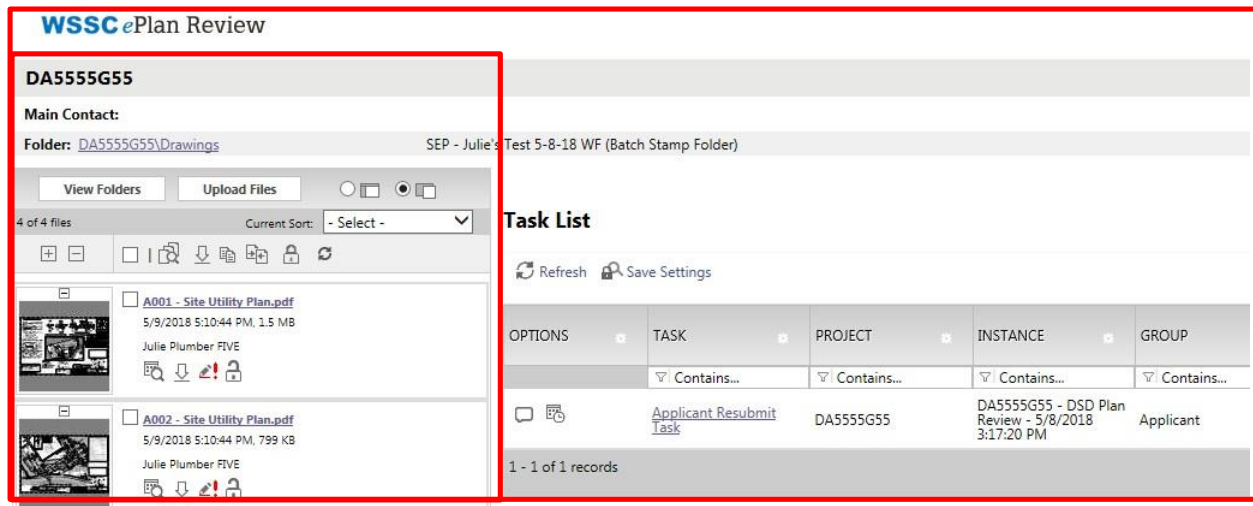 WSSC ePlan Review
DA5555G55
Main Contact:
Folder: DA5555G55\Drawings SEP - Julie's Test 5-8-18 WF (Batch Stamp Folder)
View Folders Upload Files
4 of 4 files Current Sort: - Select -
A001 - Site Utility Plan.pdf
5/9/2018 5:10:44 PM, 1.5 MB
Julie Plumber FIVE
A002 - Site Utility Plan.pdf
5/9/2018 5:10:44 PM, 799 KB
Julie Plumber FIVE
Task List
Refresh Save Settings
OPTIONS TASK PROJECT INSTANCE GROUP
Contains... Contains... Contains... Contains...
Applicant Resubmit
Task
DA5555G55
DA5555G55 - DSD Plan
Review - 5/8/2018
3:17:20 PM
Applicant
1 - 1 of 1 records